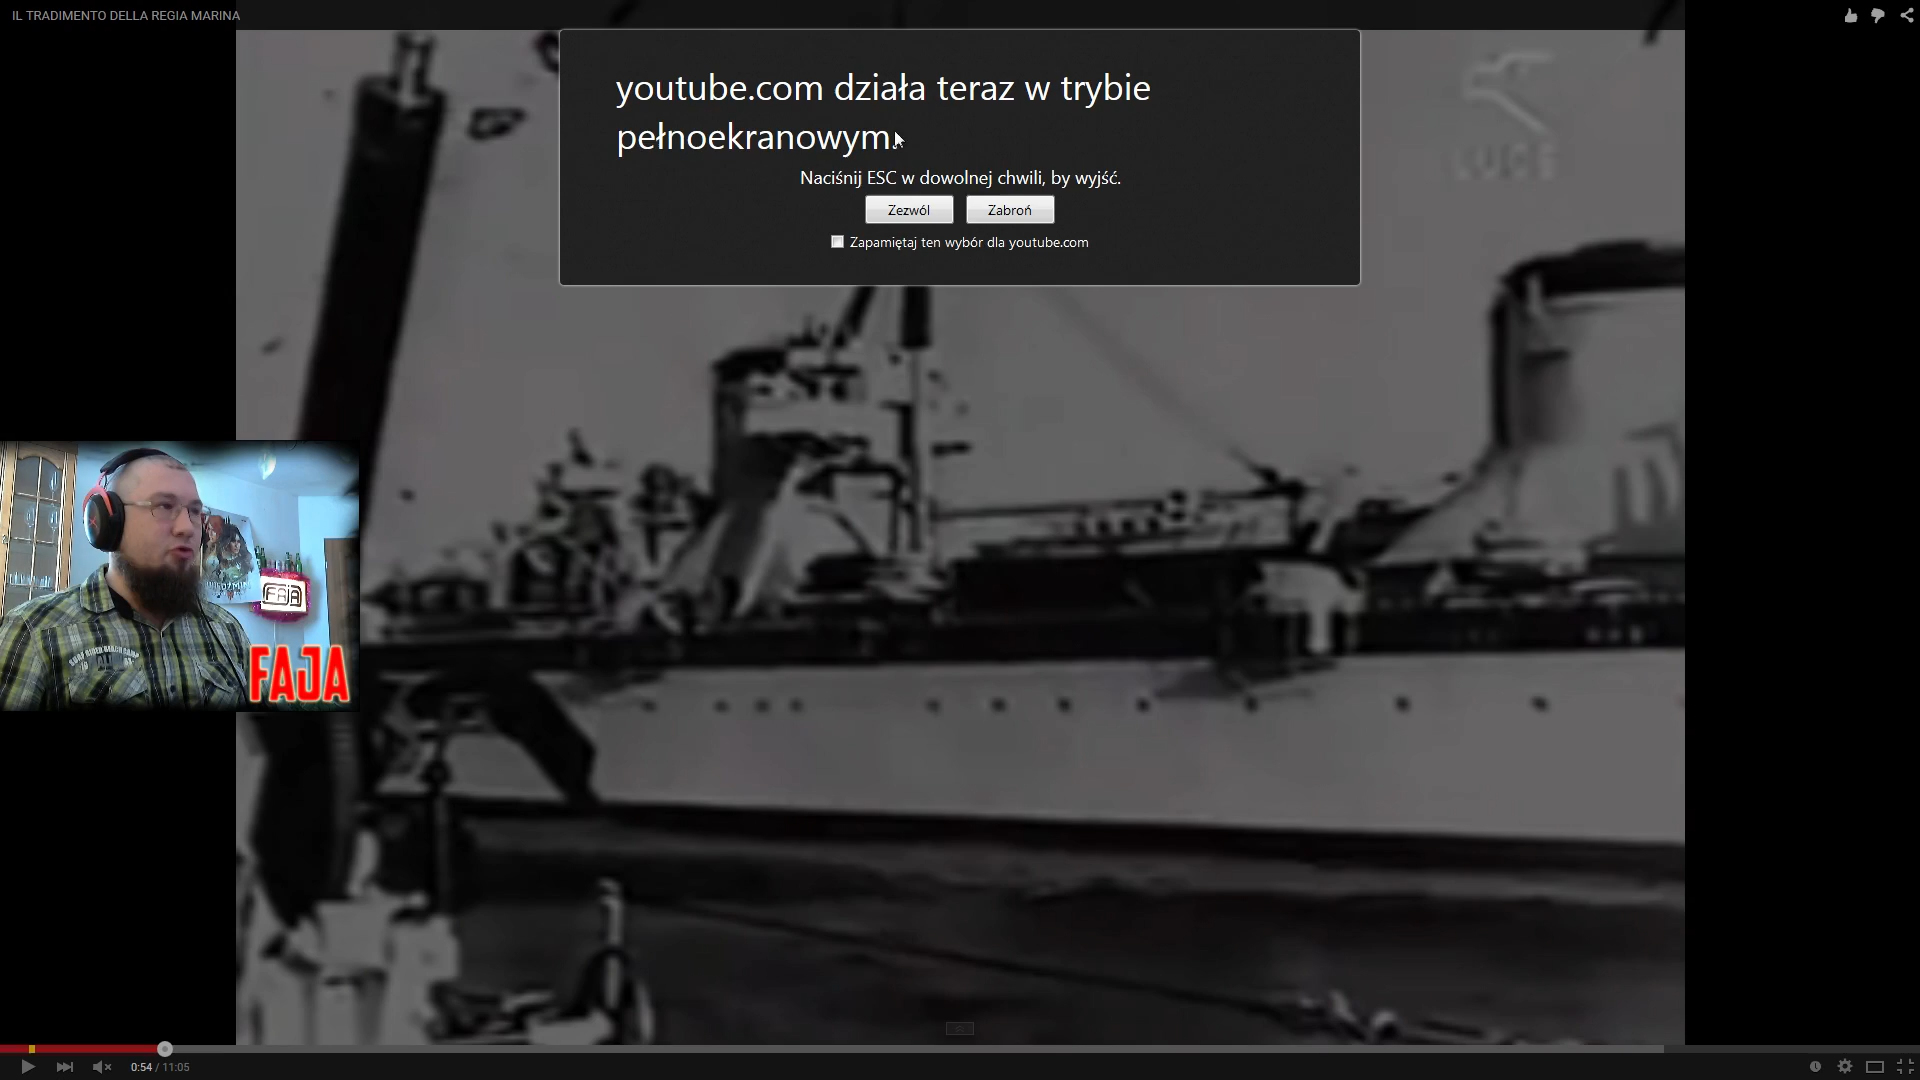 IL TRADIMENTO DELLA REGIA MARINA
youtube.com działa teraz w trybie
pełnoekranowym.
Naciśnij ESC w dowolnej chwili, by wyjść.
Zezwól Zabroń
Zapamiętaj ten wybór dla youtube.com
LUCE
FAJA
FAJA
0:54 / 11:05